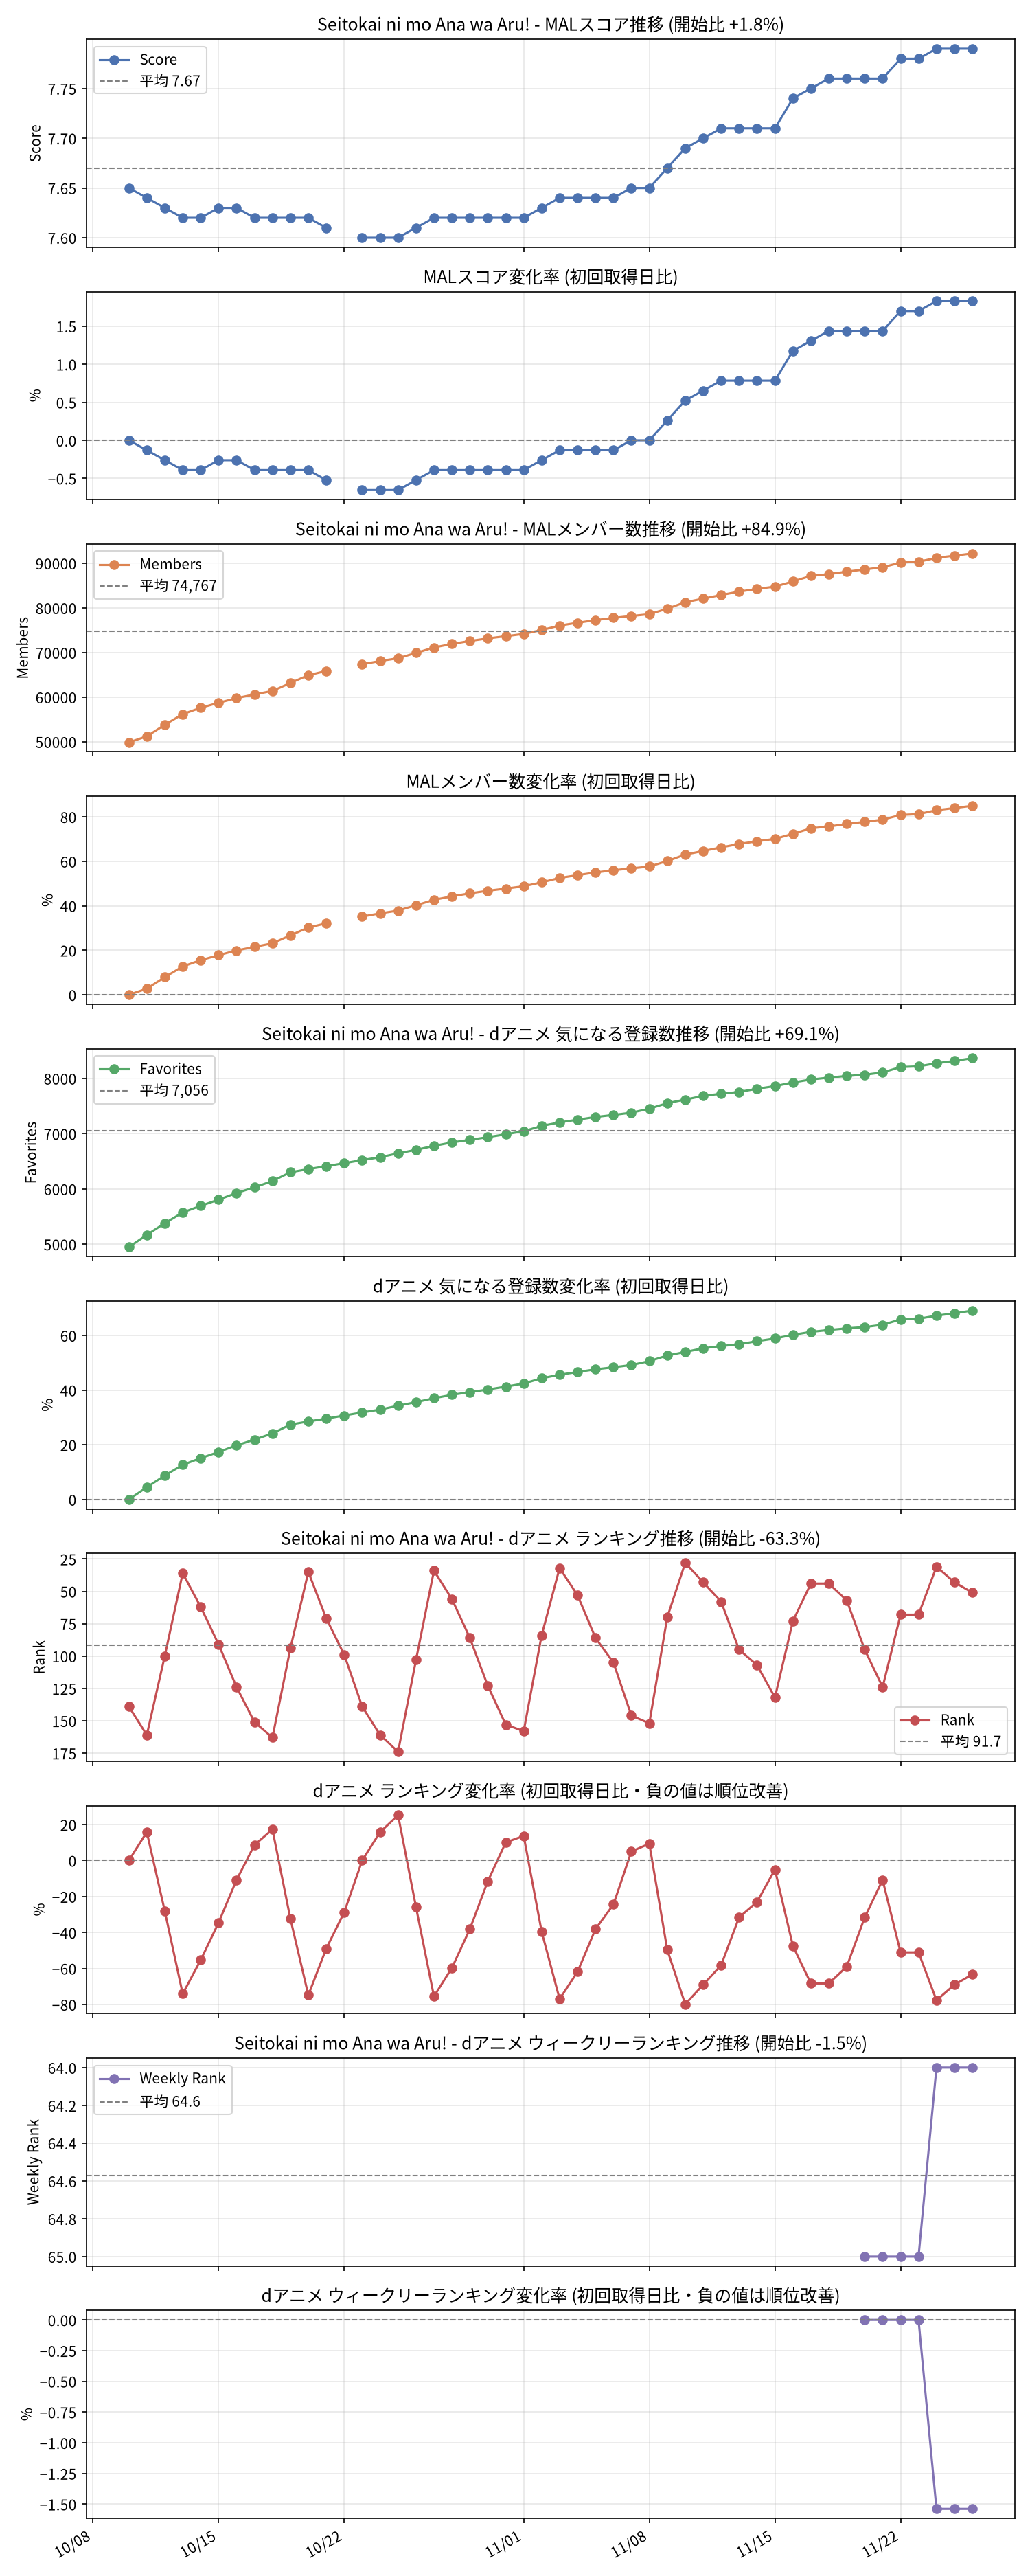 Seitokai ni mo Ana wa Aru! - MALスコア推移 (開始比 +1.8%)
Score
平均 7.67
Score
7.75
7.70
7.65
7.60
MALスコア変化率 (初回取得日比)
%
1.5
1.0
0.5
0.0
−0.5
Seitokai ni mo Ana wa Aru! - MALメンバー数推移 (開始比 +84.9%)
Members
平均 74,767
Members
90000
80000
70000
60000
50000
MALメンバー数変化率 (初回取得日比)
%
80
60
40
20
0
Seitokai ni mo Ana wa Aru! - dアニメ 気になる登録数推移 (開始比 +69.1%)
Favorites
平均 7,056
Favorites
8000
7000
6000
5000
dアニメ 気になる登録数変化率 (初回取得日比)
%
60
40
20
0
Seitokai ni mo Ana wa Aru! - dアニメ ランキング推移 (開始比 -63.3%)
Rank
25
50
75
100
125
150
175
Rank
平均 91.7
dアニメ ランキング変化率 (初回取得日比・負の値は順位改善)
%
20
0
−20
−40
−60
−80
Seitokai ni mo Ana wa Aru! - dアニメ ウィークリーランキング推移 (開始比 -1.5%)
Weekly Rank
平均 64.6
Weekly Rank
64.0
64.2
64.4
64.6
64.8
65.0
dアニメ ウィークリーランキング変化率 (初回取得日比・負の値は順位改善)
%
0.00
−0.25
−0.50
−0.75
−1.00
−1.25
−1.50
10/08
10/15
10/22
11/01
11/08
11/15
11/22